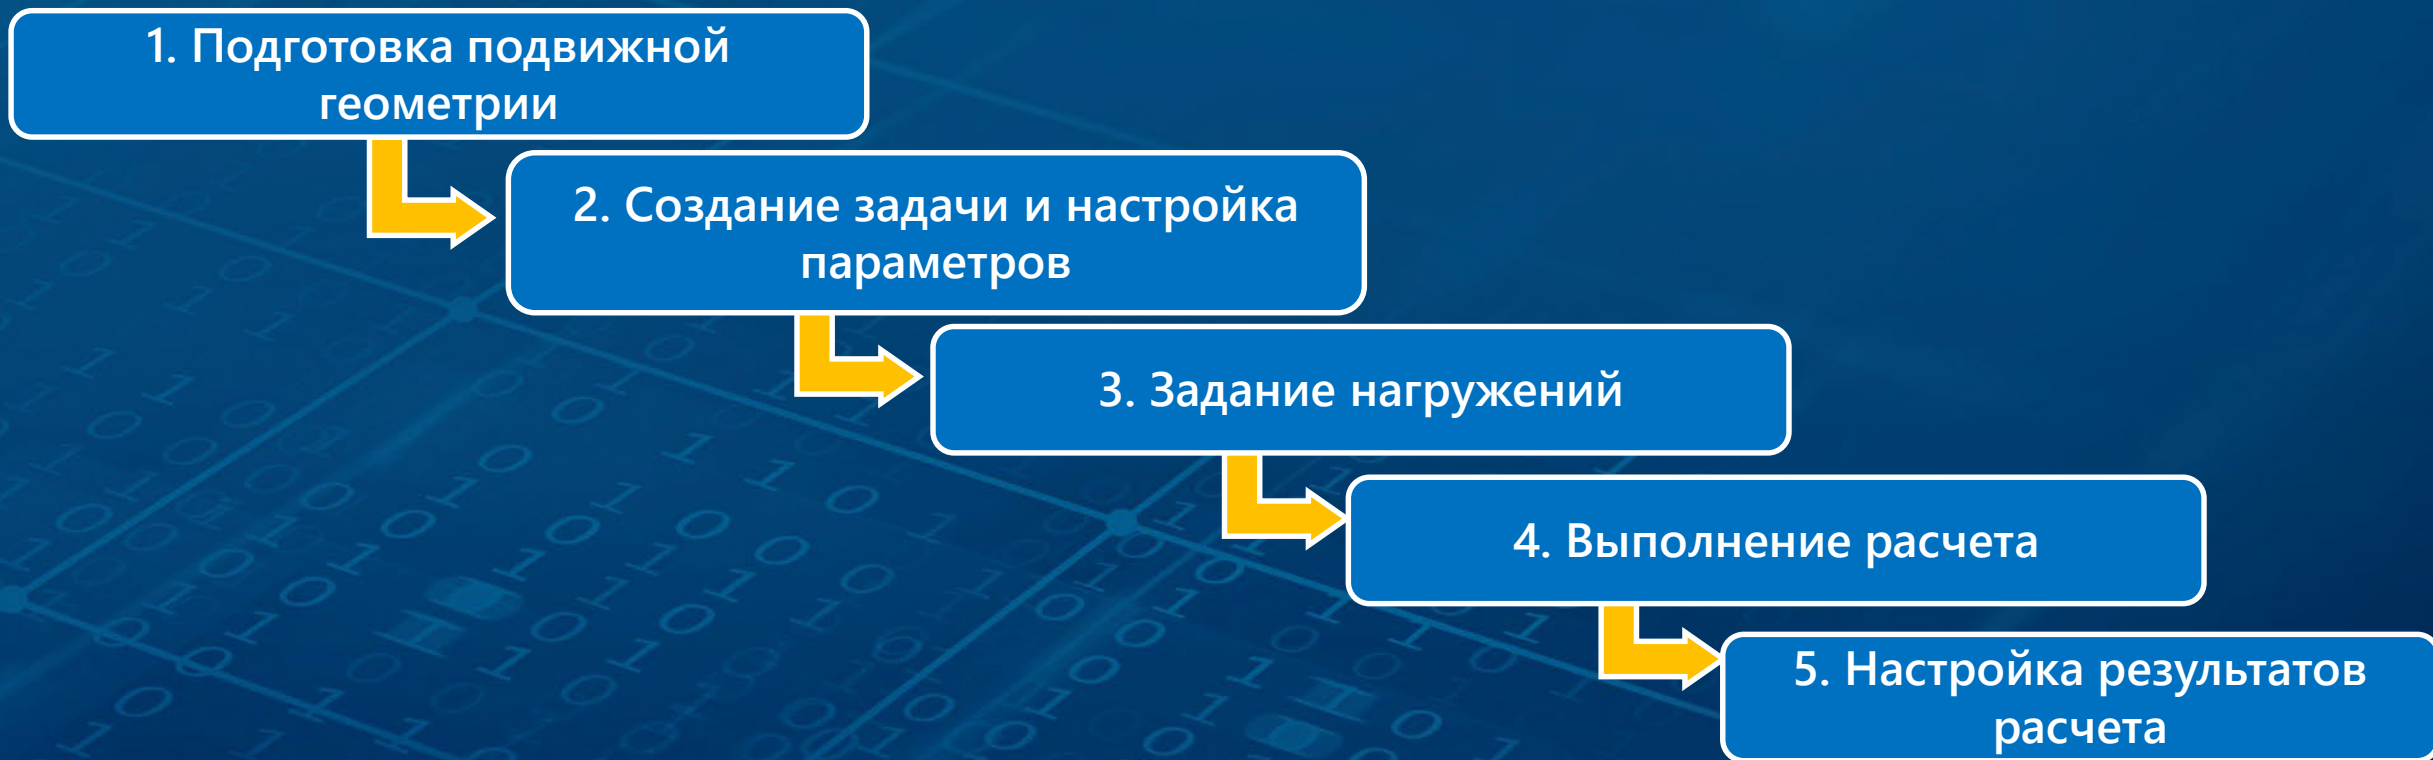 1. Подготовка подвижной
геометрии
2. Создание задачи и настройка
параметров
3. Задание нагружений
4. Выполнение расчета
5. Настройка результатов
расчета